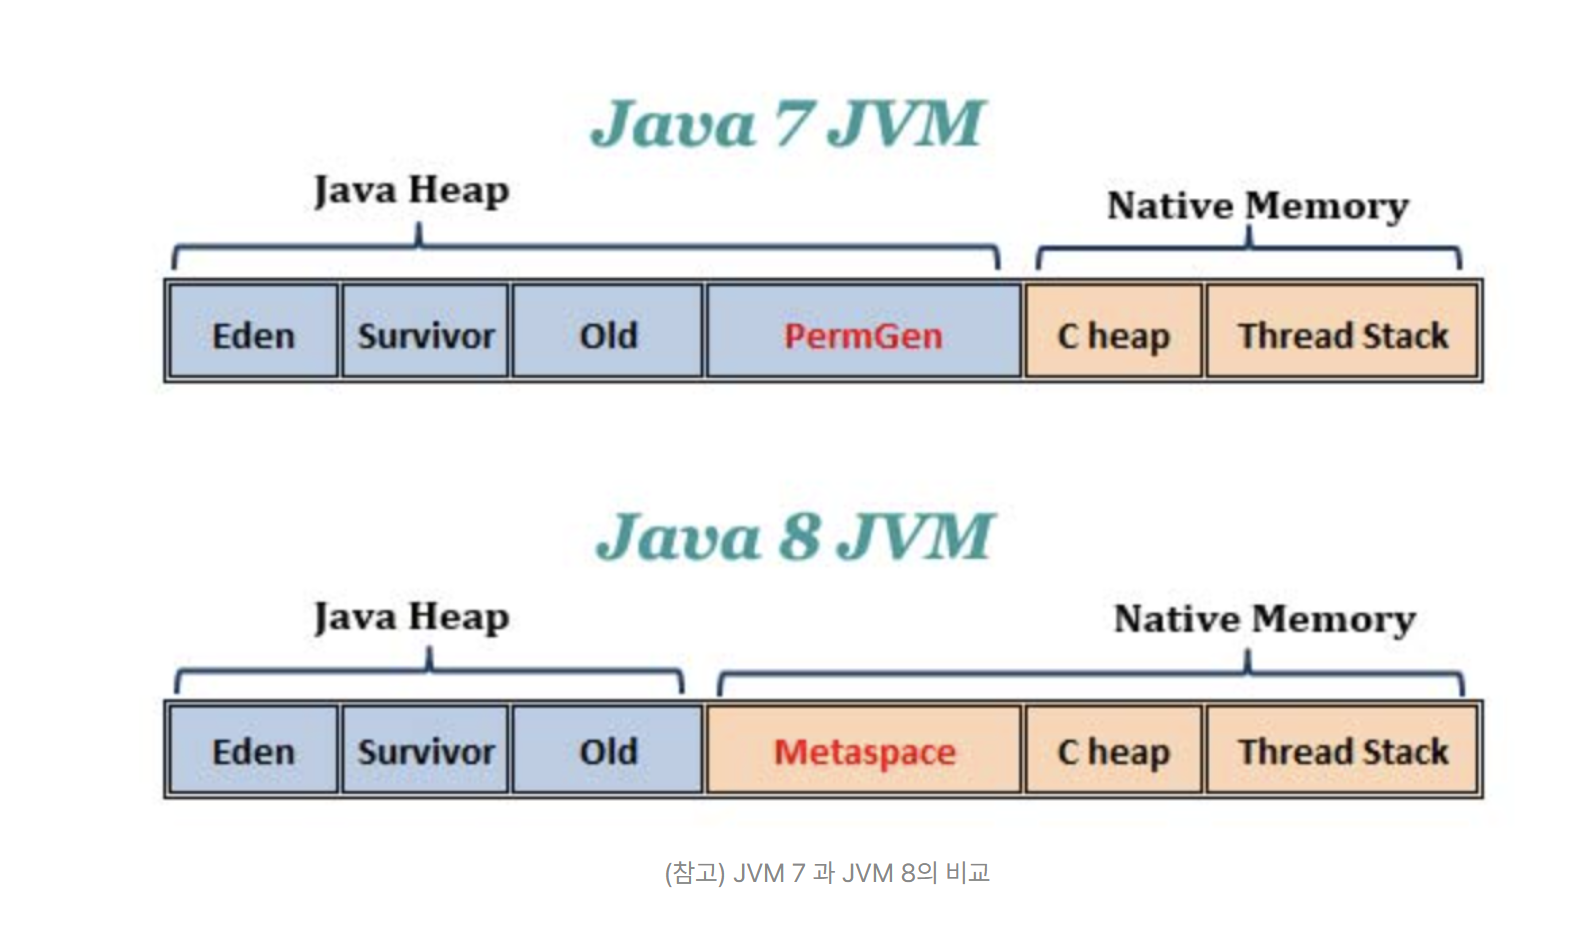 Java 7 JVM
Java Heap
Native Memory
Eden
Survivor
Old
PermGen
C heap
Thread Stack
Java 8 JVM
Java Heap
Native Memory
Eden
Survivor
Old
Metaspace
C heap
Thread Stack
(참고) JVM 7 과 JVM 8의 비교